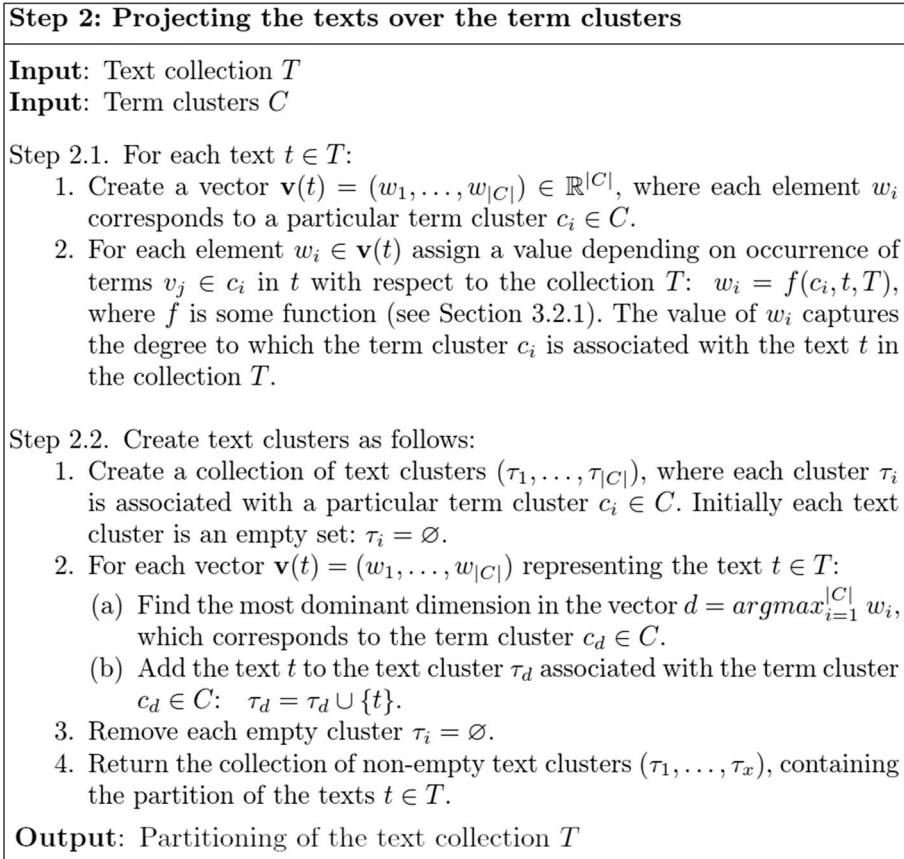 Step 2: Projecting the texts over the term clusters
Input: Text collection T
Input: Term clusters C
Step 2.1. For each text t ∈ T:
1. Create a vector v(t) = (w₁, . . . , w_|C|) ∈ ℝ^|C|, where each element wᵢ
corresponds to a particular term cluster cᵢ ∈ C.
2. For each element wᵢ ∈ v(t) assign a value depending on occurrence of
terms vⱼ ∈ cᵢ in t with respect to the collection T: wᵢ = f(cᵢ, t, T),
where f is some function (see Section 3.2.1). The value of wᵢ captures
the degree to which the term cluster cᵢ is associated with the text t in
the collection T.
Step 2.2. Create text clusters as follows:
1. Create a collection of text clusters (τ₁, . . . , τ_|C|), where each cluster τᵢ
is associated with a particular term cluster cᵢ ∈ C. Initially each text
cluster is an empty set: τᵢ = ∅.
2. For each vector v(t) = (w₁, . . . , w_|C|) representing the text t ∈ T:
(a) Find the most dominant dimension in the vector d = argmax_{i=1}^{|C|} wᵢ,
which corresponds to the term cluster c_d ∈ C.
(b) Add the text t to the text cluster τ_d associated with the term cluster
c_d ∈ C: τ_d = τ_d ∪ {t}.
3. Remove each empty cluster τᵢ = ∅.
4. Return the collection of non-empty text clusters (τ₁, . . . , τₓ), containing
the partition of the texts t ∈ T.
Output: Partitioning of the text collection T